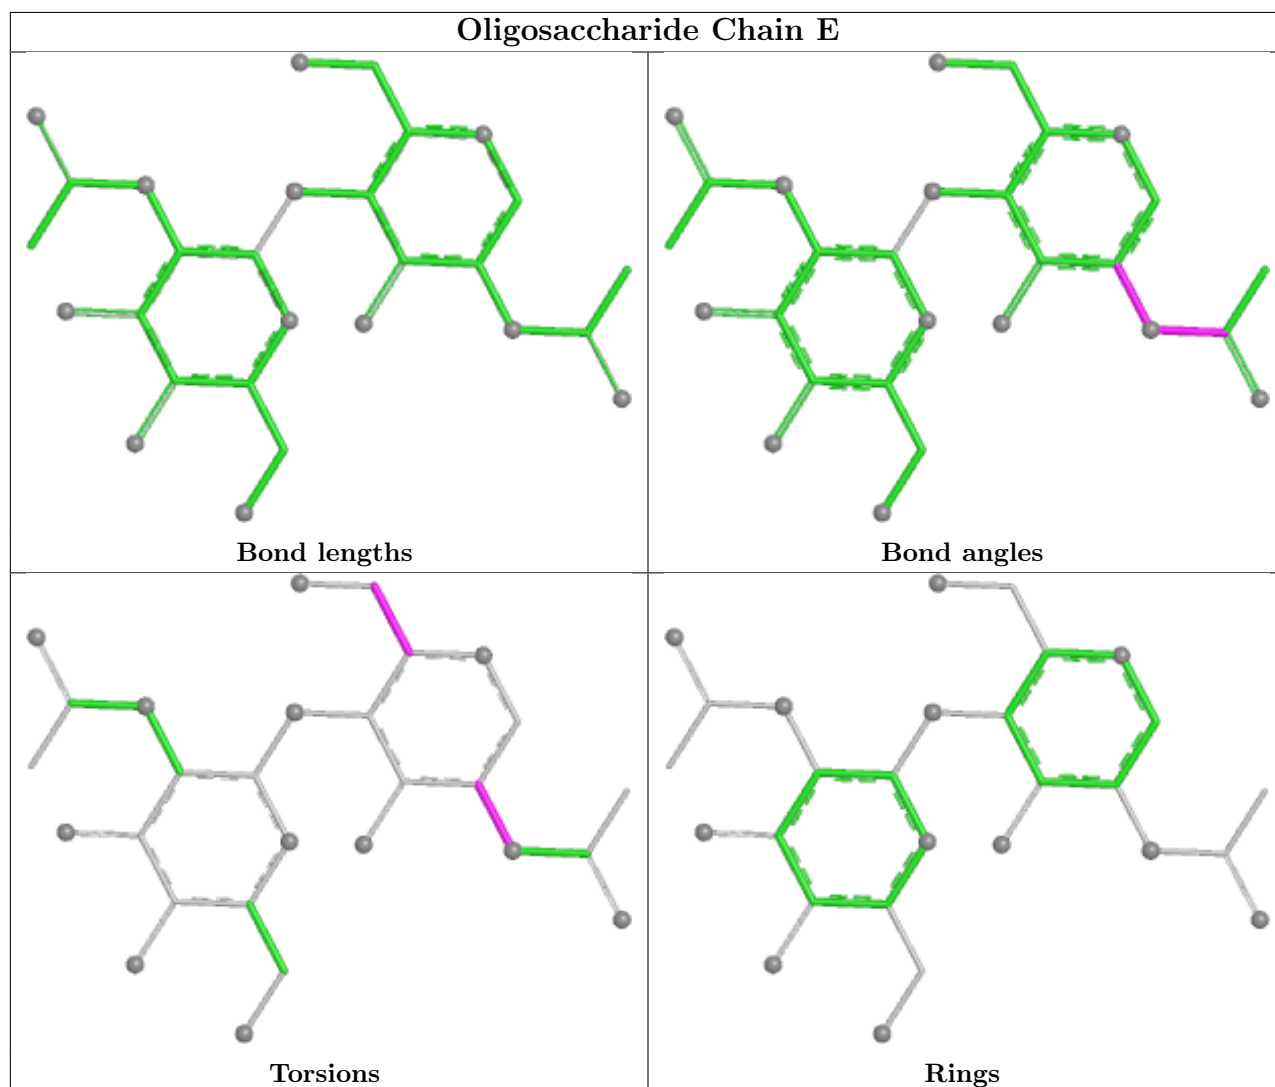 Oligosaccharide Chain E
Bond lengths
Bond angles
Torsions
Rings